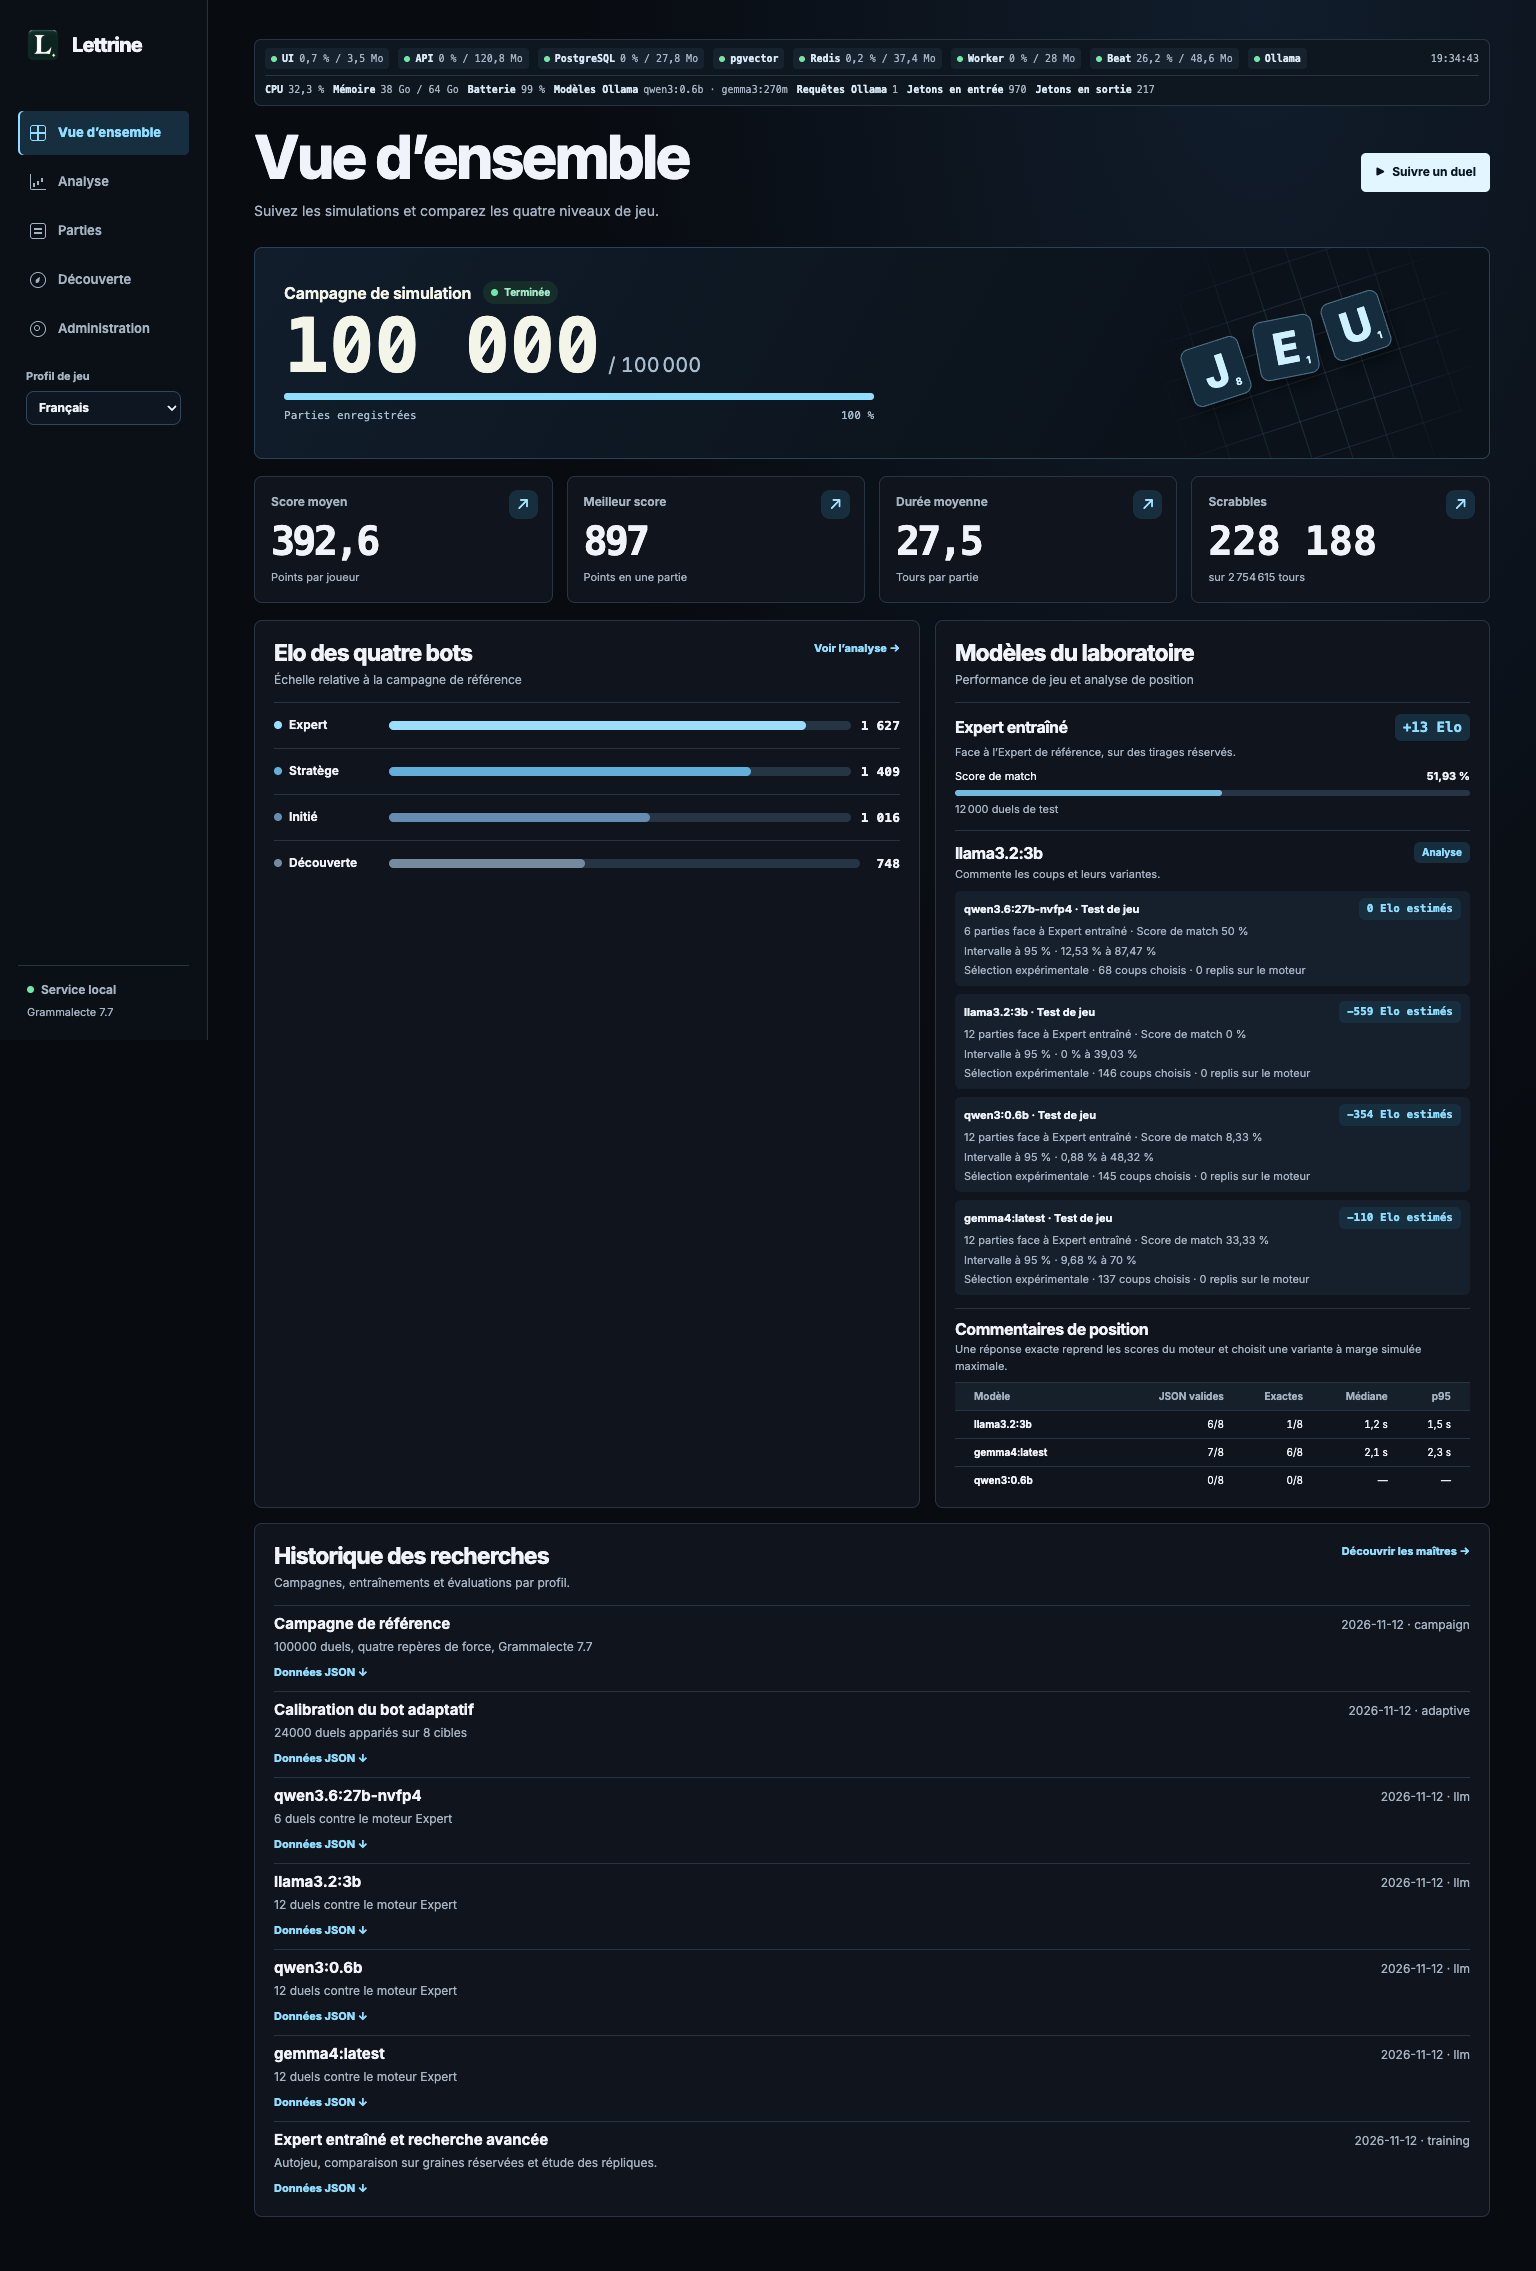 L
Lettrine
Vue d’ensemble
Analyse
Parties
Découverte
Administration
Profil de jeu
Français
Service local
Grammalecte 7.7
UI 0,7 % / 3,5 Mo API 0 % / 120,8 Mo PostgreSQL 0 % / 27,8 Mo pgvector Redis 0,2 % / 37,4 Mo Worker 0 % / 28 Mo Beat 26,2 % / 48,6 Mo Ollama 19:34:43
CPU 32,3 % Mémoire 38 Go / 64 Go Batterie 99 % Modèles Ollama qwen3:0.6b · gemma3:270m Requêtes Ollama 1 Jetons en entrée 970 Jetons en sortie 217
Vue d’ensemble
▶ Suivre un duel
Suivez les simulations et comparez les quatre niveaux de jeu.
Campagne de simulation Terminée
100 000 / 100 000
Parties enregistrées 100 %
J 8 E 1 U 1
Score moyen ↗
392,6
Points par joueur
Meilleur score ↗
897
Points en une partie
Durée moyenne ↗
27,5
Tours par partie
Scrabbles ↗
228 188
sur 2 754 615 tours
Elo des quatre bots Voir l’analyse →
Échelle relative à la campagne de référence
Expert 1 627
Stratège 1 409
Initié 1 016
Découverte 748
Modèles du laboratoire
Performance de jeu et analyse de position
Expert entraîné +13 Elo
Face à l’Expert de référence, sur des tirages réservés.
Score de match 51,93 %
12 000 duels de test
llama3.2:3b Analyse
Commente les coups et leurs variantes.
qwen3.6:27b-nvfp4 · Test de jeu 0 Elo estimés
6 parties face à Expert entraîné · Score de match 50 %
Intervalle à 95 % · 12,53 % à 87,47 %
Sélection expérimentale · 68 coups choisis · 0 replis sur le moteur
llama3.2:3b · Test de jeu −559 Elo estimés
12 parties face à Expert entraîné · Score de match 0 %
Intervalle à 95 % · 0 % à 39,03 %
Sélection expérimentale · 146 coups choisis · 0 replis sur le moteur
qwen3:0.6b · Test de jeu −354 Elo estimés
12 parties face à Expert entraîné · Score de match 8,33 %
Intervalle à 95 % · 0,88 % à 48,32 %
Sélection expérimentale · 145 coups choisis · 0 replis sur le moteur
gemma4:latest · Test de jeu −110 Elo estimés
12 parties face à Expert entraîné · Score de match 33,33 %
Intervalle à 95 % · 9,68 % à 70 %
Sélection expérimentale · 137 coups choisis · 0 replis sur le moteur
Commentaires de position
Une réponse exacte reprend les scores du moteur et choisit une variante à marge simulée
maximale.
Modèle JSON valides Exactes Médiane p95
llama3.2:3b 6/8 1/8 1,2 s 1,5 s
gemma4:latest 7/8 6/8 2,1 s 2,3 s
qwen3:0.6b 0/8 0/8 — —
Historique des recherches Découvrir les maîtres →
Campagnes, entraînements et évaluations par profil.
Campagne de référence 2026-11-12 · campaign
100000 duels, quatre repères de force, Grammalecte 7.7
Données JSON ↓
Calibration du bot adaptatif 2026-11-12 · adaptive
24000 duels appariés sur 8 cibles
Données JSON ↓
qwen3.6:27b-nvfp4 2026-11-12 · llm
6 duels contre le moteur Expert
Données JSON ↓
llama3.2:3b 2026-11-12 · llm
12 duels contre le moteur Expert
Données JSON ↓
qwen3:0.6b 2026-11-12 · llm
12 duels contre le moteur Expert
Données JSON ↓
gemma4:latest 2026-11-12 · llm
12 duels contre le moteur Expert
Données JSON ↓
Expert entraîné et recherche avancée 2026-11-12 · training
Autojeu, comparaison sur graines réservées et étude des répliques.
Données JSON ↓